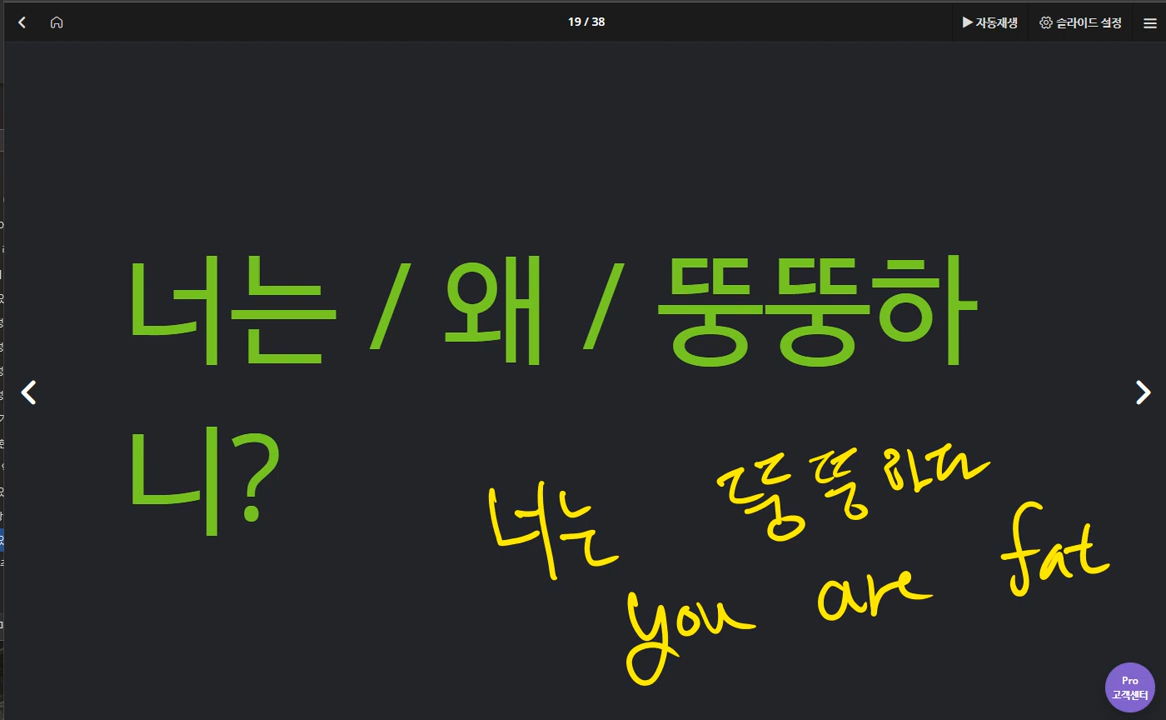 19 / 38
▶ 자동재생
슬라이드 설정
너는 / 왜 / 뚱뚱하
니?
너는 뚱뚱하다
you are fat
Pro
고객센터